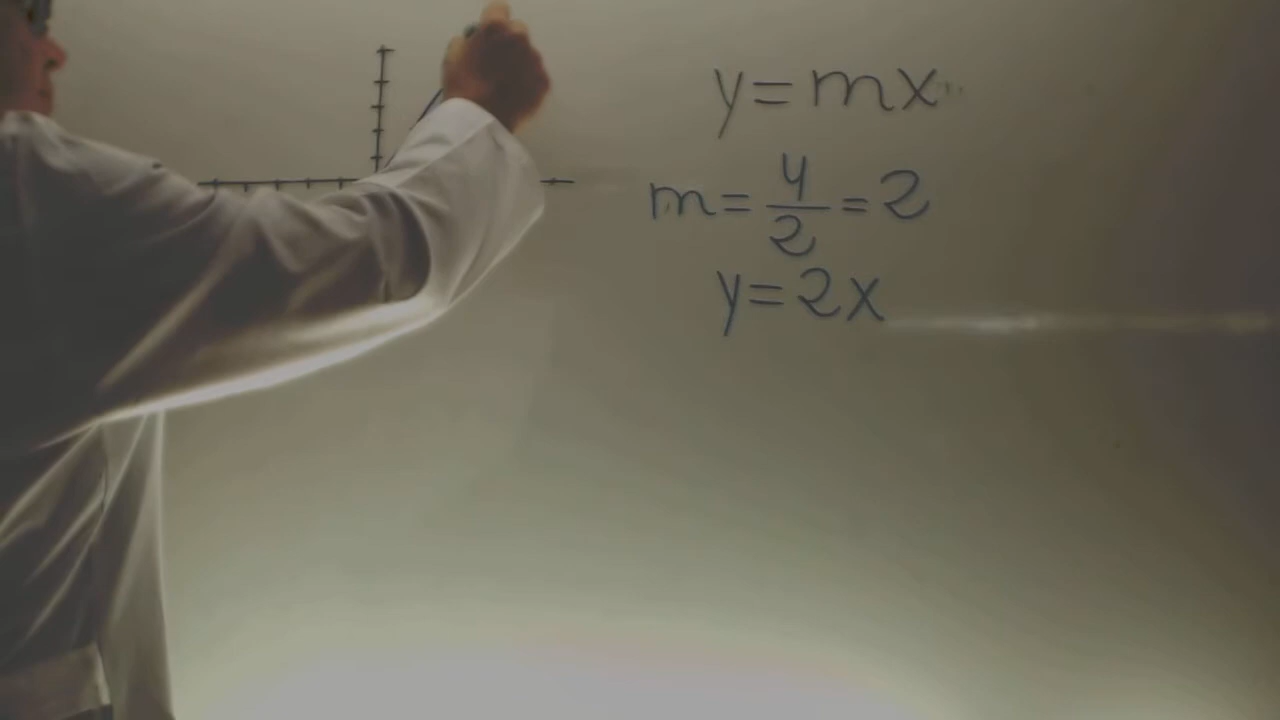 y = mx
m = 4/2 = 2
y = 2x